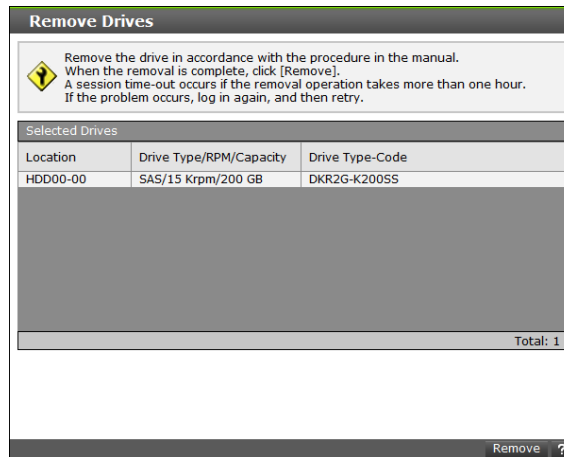 Remove Drives
Remove the drive in accordance with the procedure in the manual.
When the removal is complete, click [Remove].
A session time-out occurs if the removal operation takes more than one hour.
If the problem occurs, log in again, and then retry.
Selected Drives
Location Drive Type/RPM/Capacity Drive Type-Code
HDD00-00 SAS/15 Krpm/200 GB DKR2G-K200SS
Total: 1
Remove ?